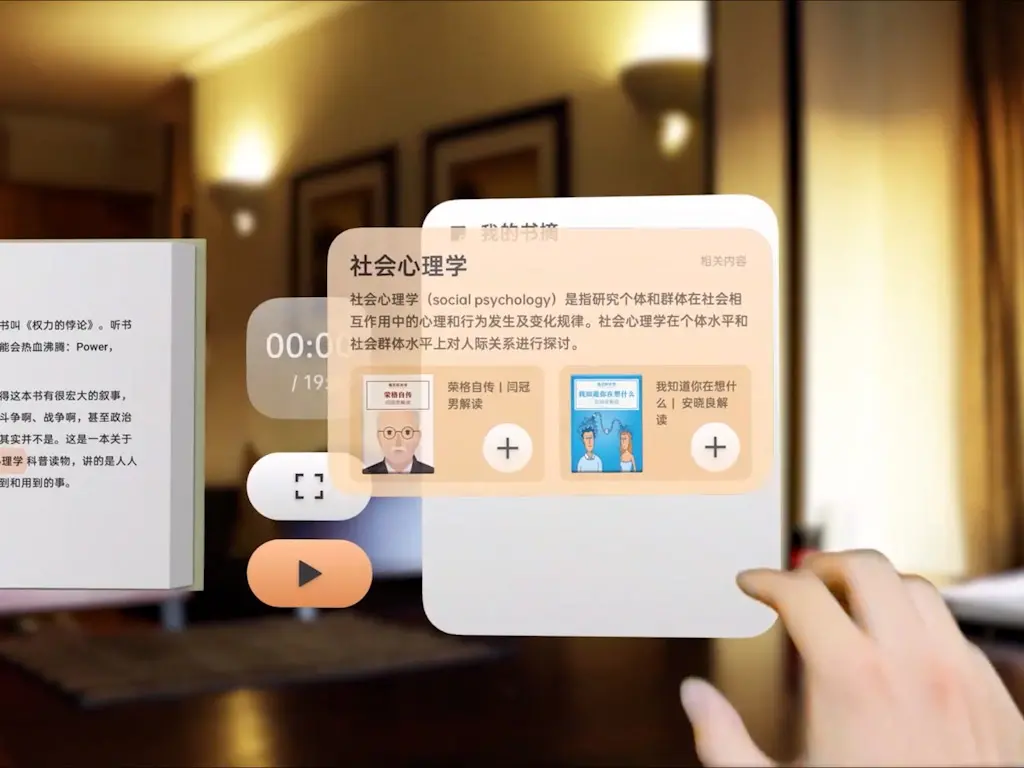 书叫《权力的悖论》。听书
能会热血沸腾：Power，
得这本书有很宏大的叙事，
斗争啊、战争啊，甚至政治
其实并不是。这是一本关于
理学 科普读物，讲的是人人
到和用到的事。
00:00
/ 19:
我的书摘
社会心理学
相关内容
社会心理学（social psychology）是指研究个体和群体在社会相
互作用中的心理和行为发生及变化规律。社会心理学在个体水平和
社会群体水平上对人际关系进行探讨。
荣格自传
荣格自传 | 闫冠
男解读
我知道你在想什么
我知道你在想什
么 | 安晓良解
读